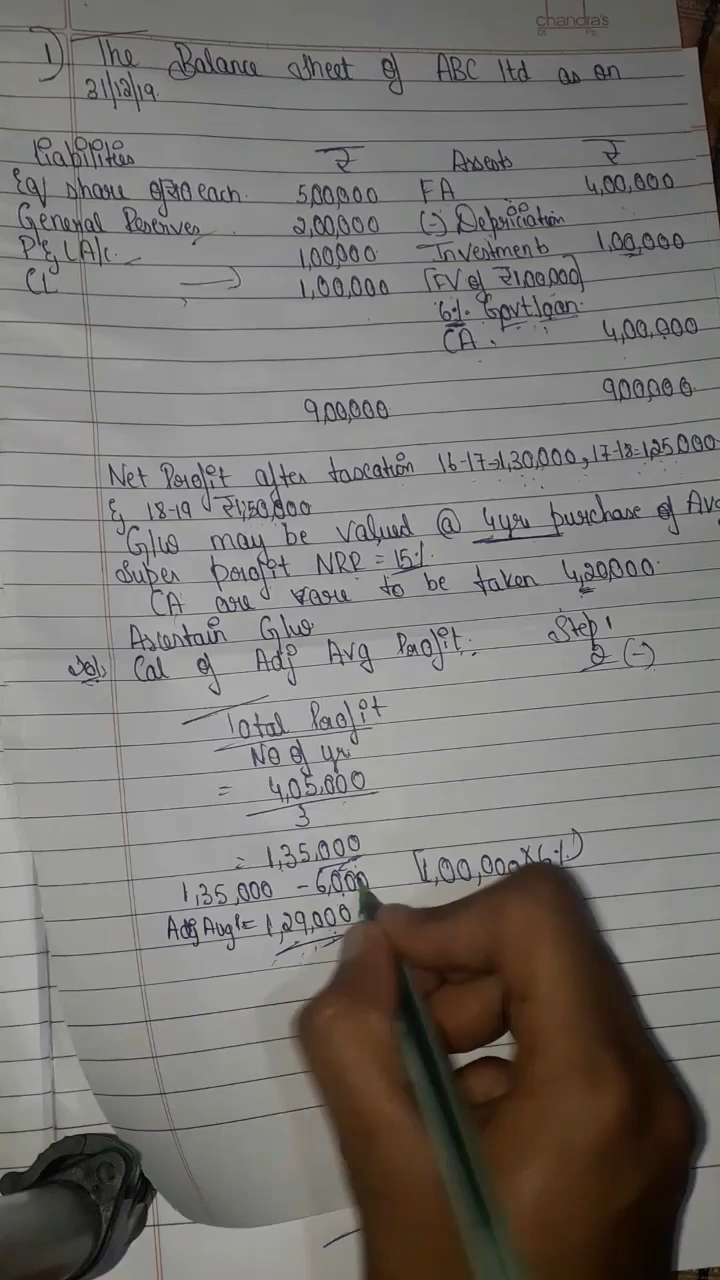 chandra's
1) The Balance Sheet of ABC ltd as on
31/12/19.
Liabilities ₹ Assets ₹
Eq share of each. 5,00,000 FA 4,00,000
General Reserves 2,00,000 (-) Depriciation
P & L A/c. 1,00,000 Investment 1,00,000
CL → 1,00,000 [FV of ₹1,00,000]
6% Govt loan.
CA. 4,00,000
9,00,000 9,00,000
Net Profit after taxation 16-17=1,30,000, 17-18=1,25,000
& 18-19 ₹1,50,000
G/w may be valued @ 4yrs purchase of Avg
Super profit NRR = 15%.
CA are to be taken 4,20,000.
Ascertain G/w
Sol: Cal of Adj Avg Profit: Step 1
2 (-)
Total Profit
No of yr
= 4,05,000
3
= 1,35,000
1,35,000 - 6,000 [1,00,000×6%]
Adj Avg = 1,29,000